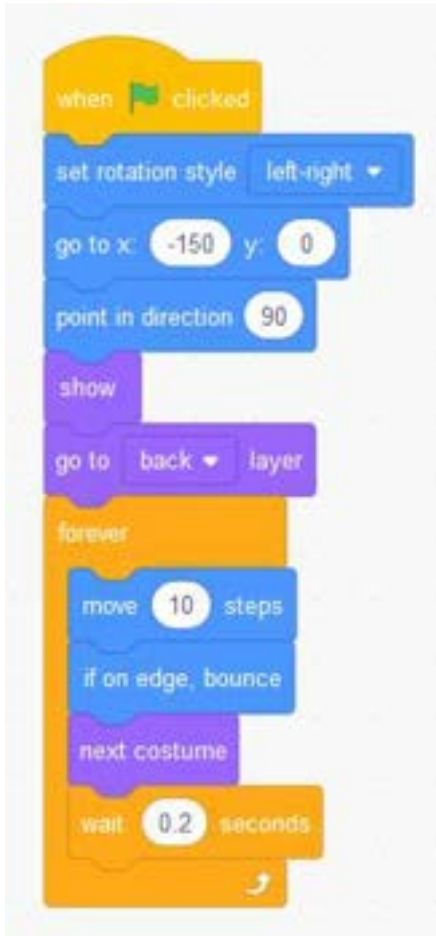 when clicked
set rotation style left-right
go to x: -150 y: 0
point in direction 90
show
go to back layer
forever
move 10 steps
if on edge, bounce
next costume
wait 0.2 seconds